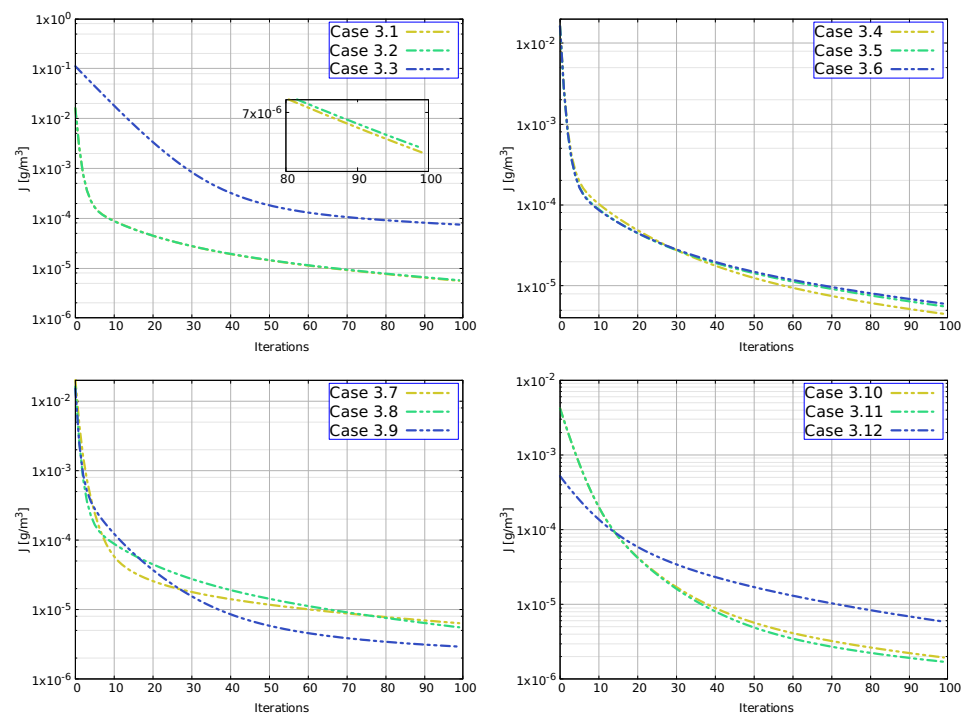 1x10^0
1x10^-1
1x10^-2
1x10^-3
1x10^-4
1x10^-5
1x10^-6
J [g/m^3]
Case 3.1
Case 3.2
Case 3.3
7x10^-6
80 90 100
0 10 20 30 40 50 60 70 80 90 100
Iterations
1x10^-2
1x10^-3
1x10^-4
1x10^-5
J [g/m^3]
Case 3.4
Case 3.5
Case 3.6
0 10 20 30 40 50 60 70 80 90 100
Iterations
1x10^-2
1x10^-3
1x10^-4
1x10^-5
1x10^-6
J [g/m^3]
Case 3.7
Case 3.8
Case 3.9
0 10 20 30 40 50 60 70 80 90 100
Iterations
1x10^-2
1x10^-3
1x10^-4
1x10^-5
1x10^-6
J [g/m^3]
Case 3.10
Case 3.11
Case 3.12
0 10 20 30 40 50 60 70 80 90 100
Iterations